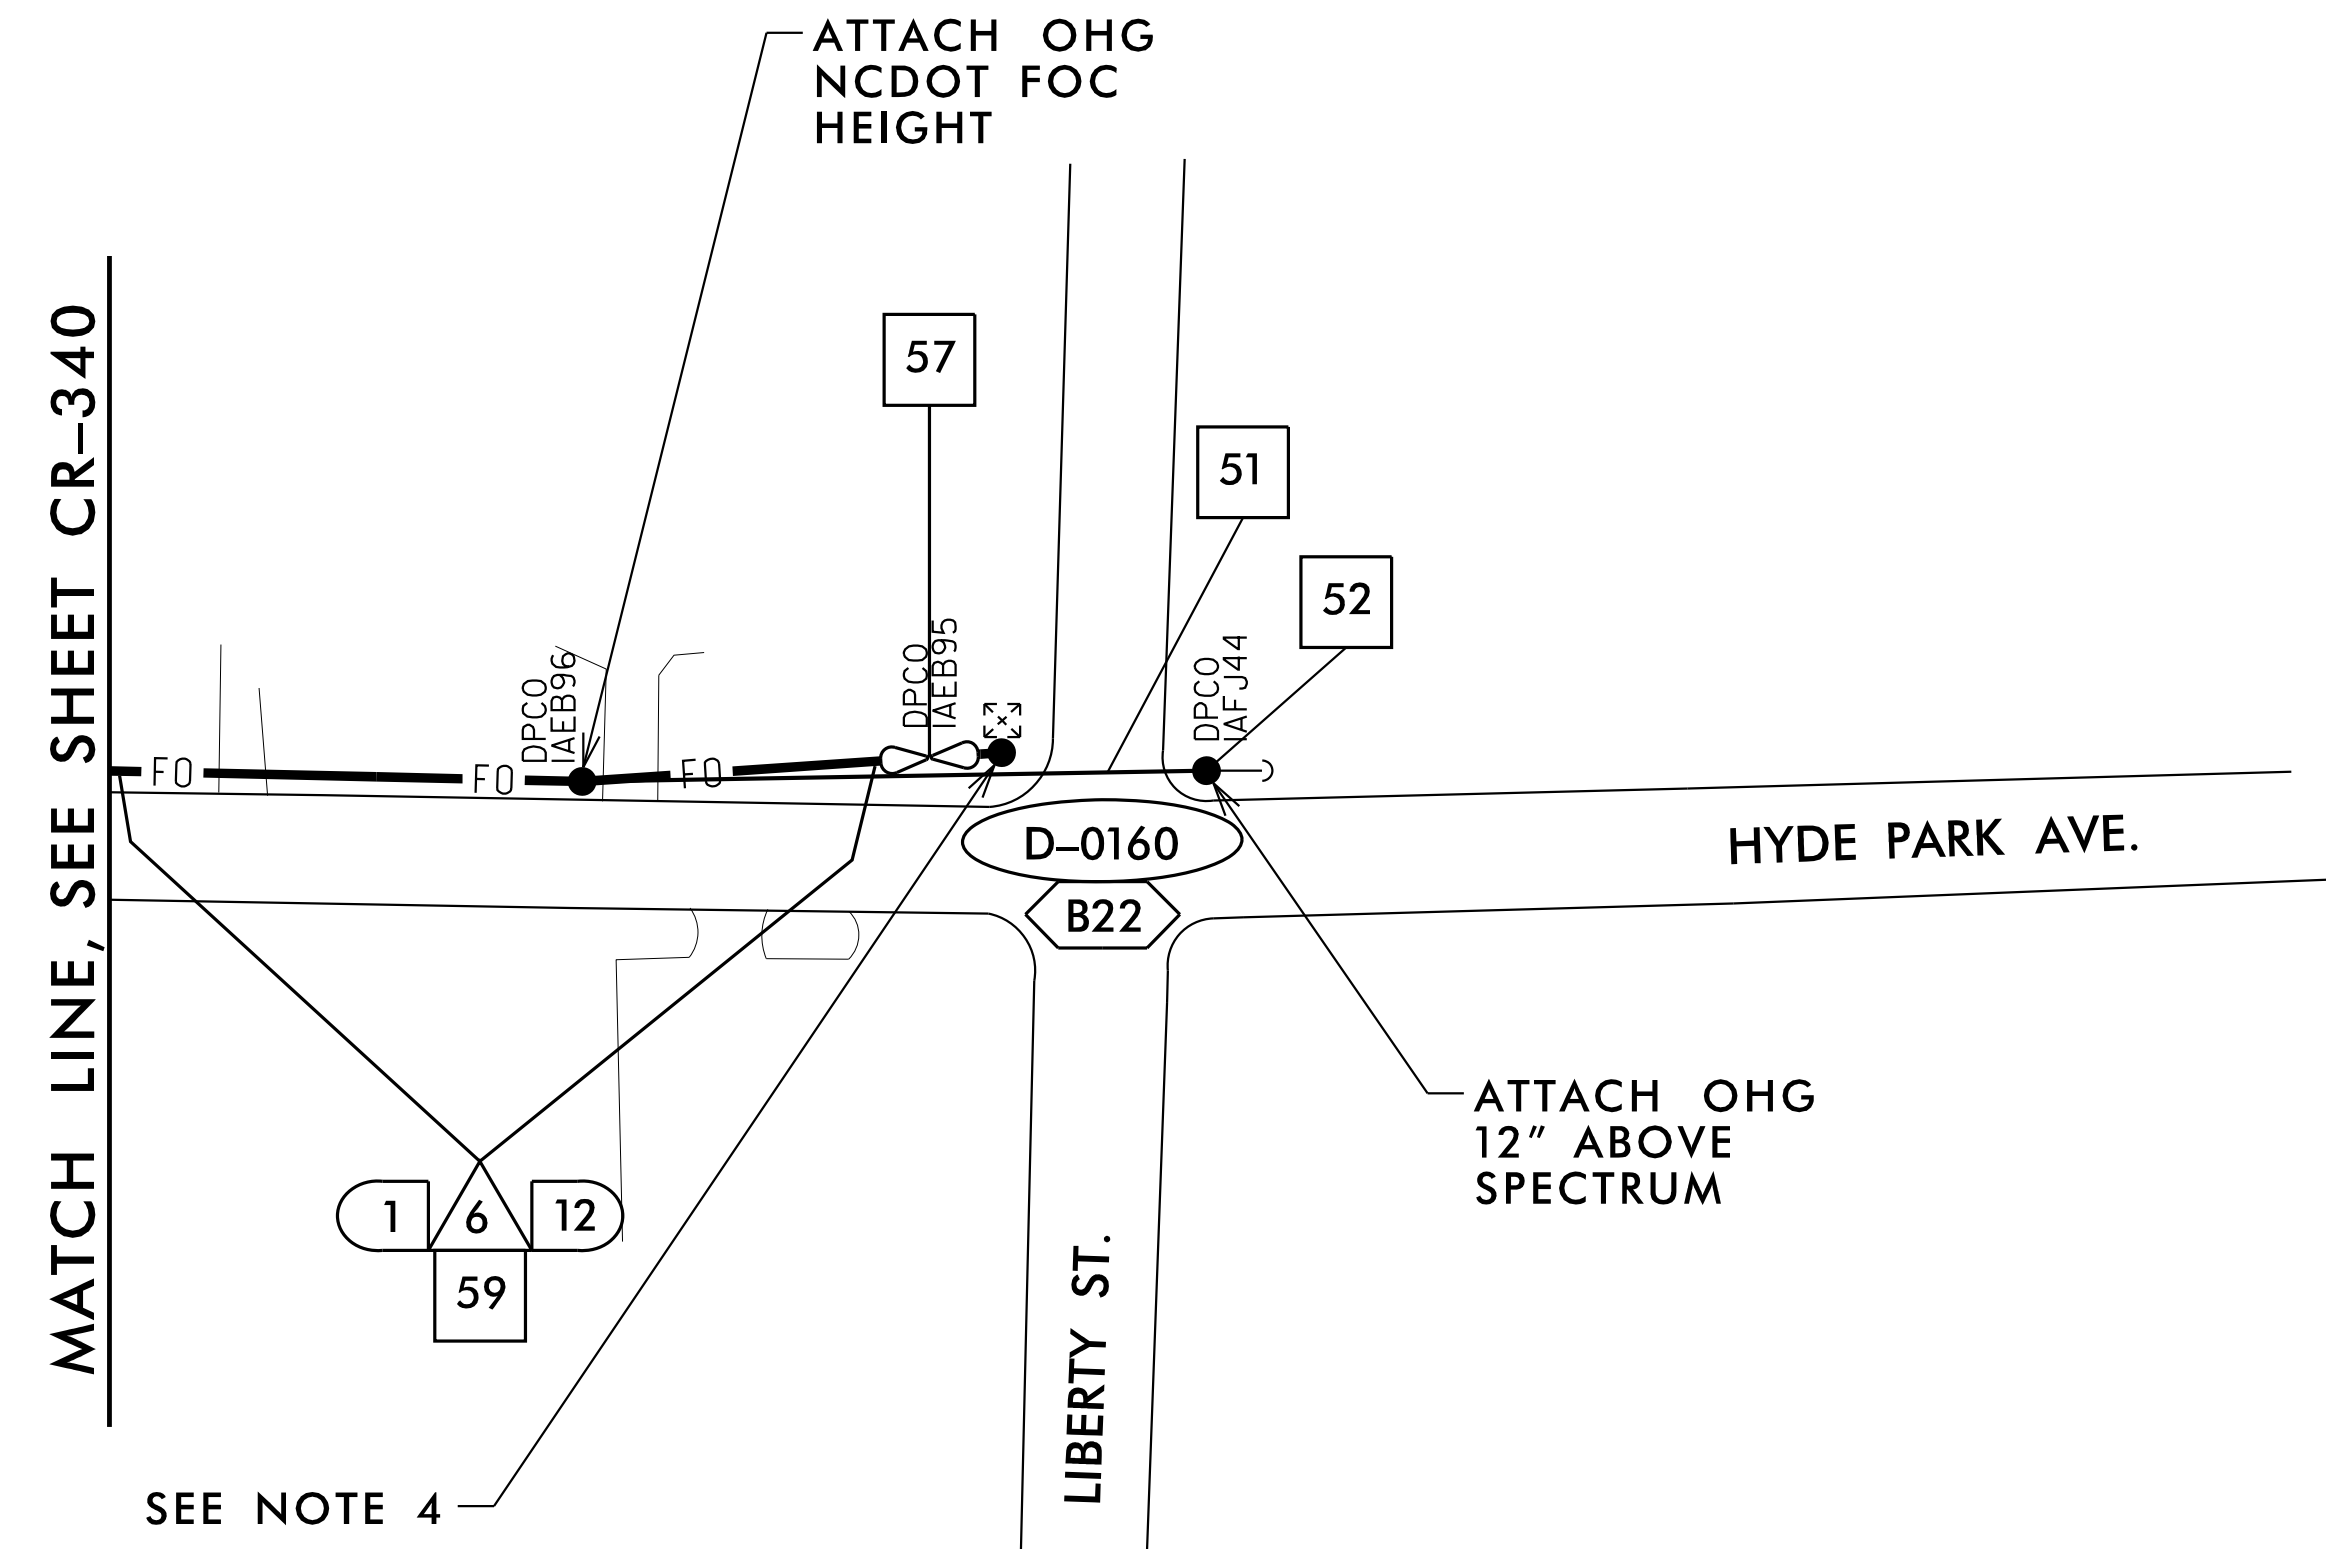 ATTACH OHG
NCDOT FOC
HEIGHT
57
51
52
MATCH LINE, SEE SHEET CR-340
DPCO
IAEB96
DPCO
IAEB95
DPCO
IAFJ44
FO
FO
FO
D-0160
B22
HYDE PARK AVE.
ATTACH OHG
12" ABOVE
SPECTRUM
1 6 12
59
LIBERTY ST.
SEE NOTE 4